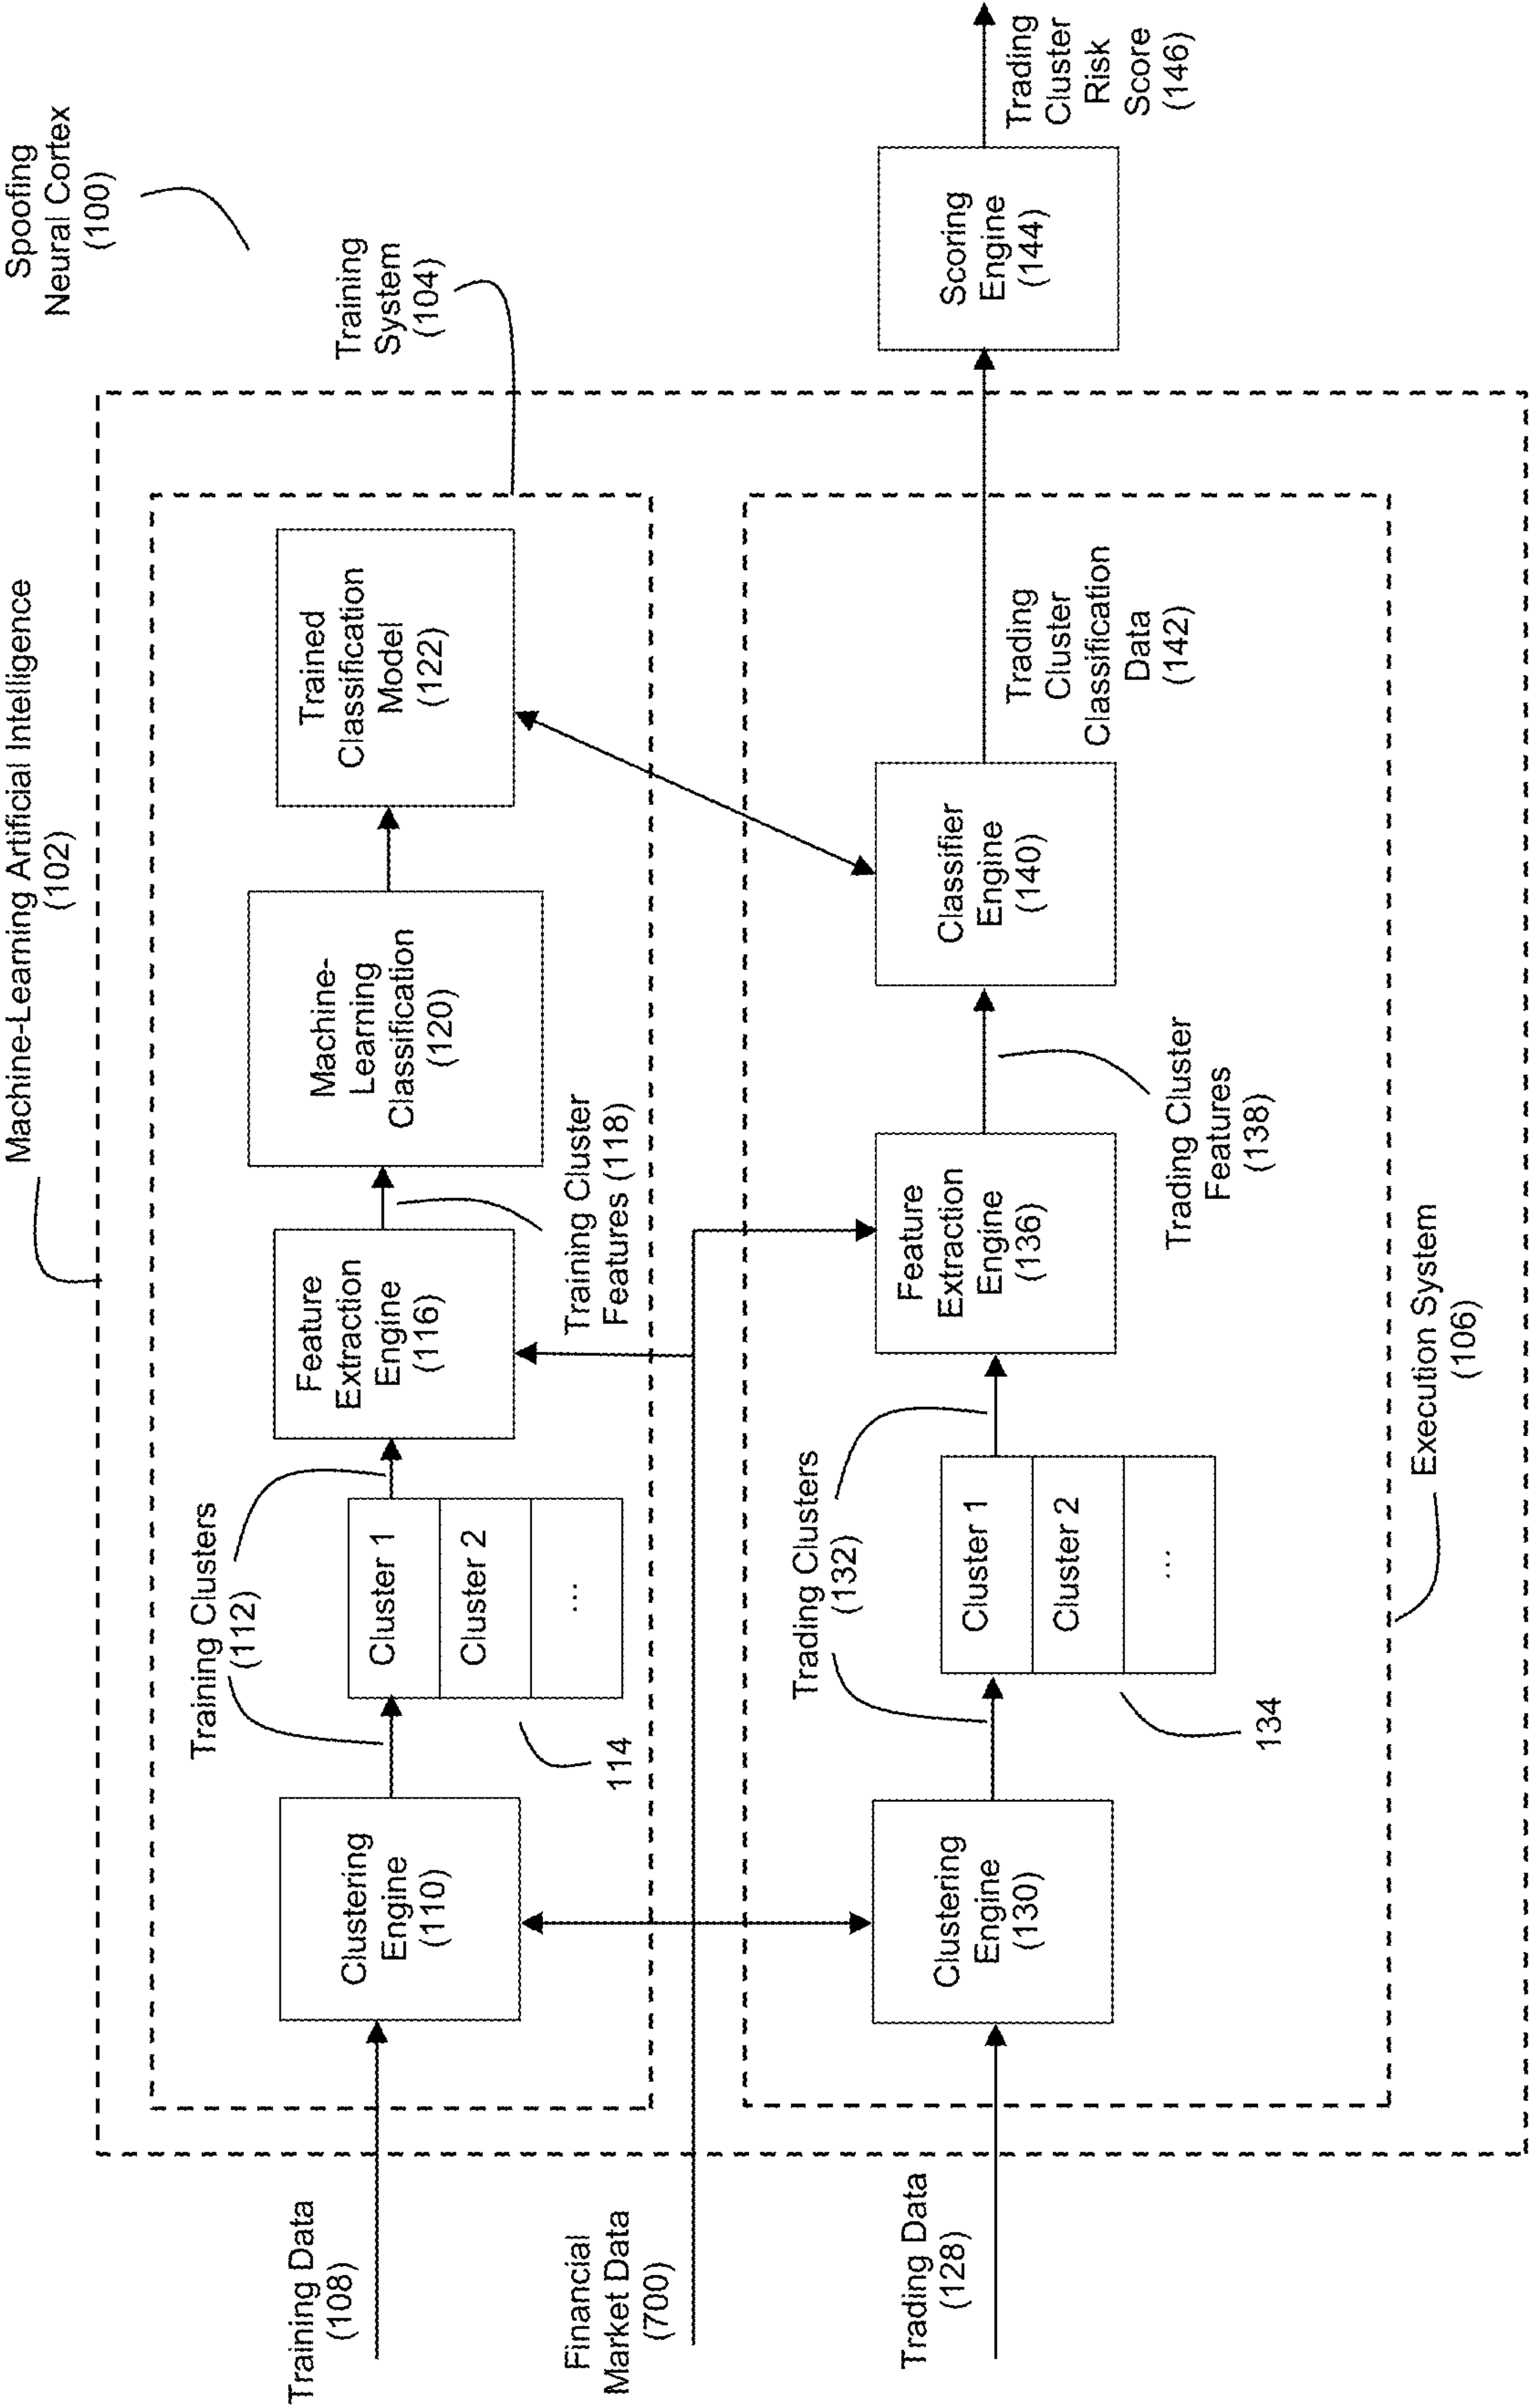 Spoofing
Neural Cortex
(100)
Machine-Learning Artificial Intelligence
(102)
Training
System
(104)
Training Data
(108)
Clustering
Engine
(110)
Training Clusters
(112)
Cluster 1
Cluster 2
...
114
Feature
Extraction
Engine
(116)
Training Cluster
Features (118)
Machine-
Learning
Classification
(120)
Trained
Classification
Model
(122)
Financial
Market Data
(700)
Trading Data
(128)
Clustering
Engine
(130)
Trading Clusters
(132)
Cluster 1
Cluster 2
...
134
Feature
Extraction
Engine
(136)
Trading Cluster
Features
(138)
Classifier
Engine
(140)
Trading
Cluster
Classification
Data
(142)
Scoring
Engine
(144)
Trading
Cluster
Risk
Score
(146)
Execution System
(106)